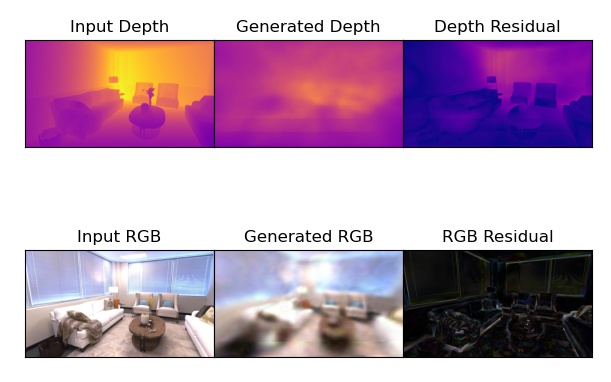 Input Depth
Generated Depth
Depth Residual
Input RGB
Generated RGB
RGB Residual